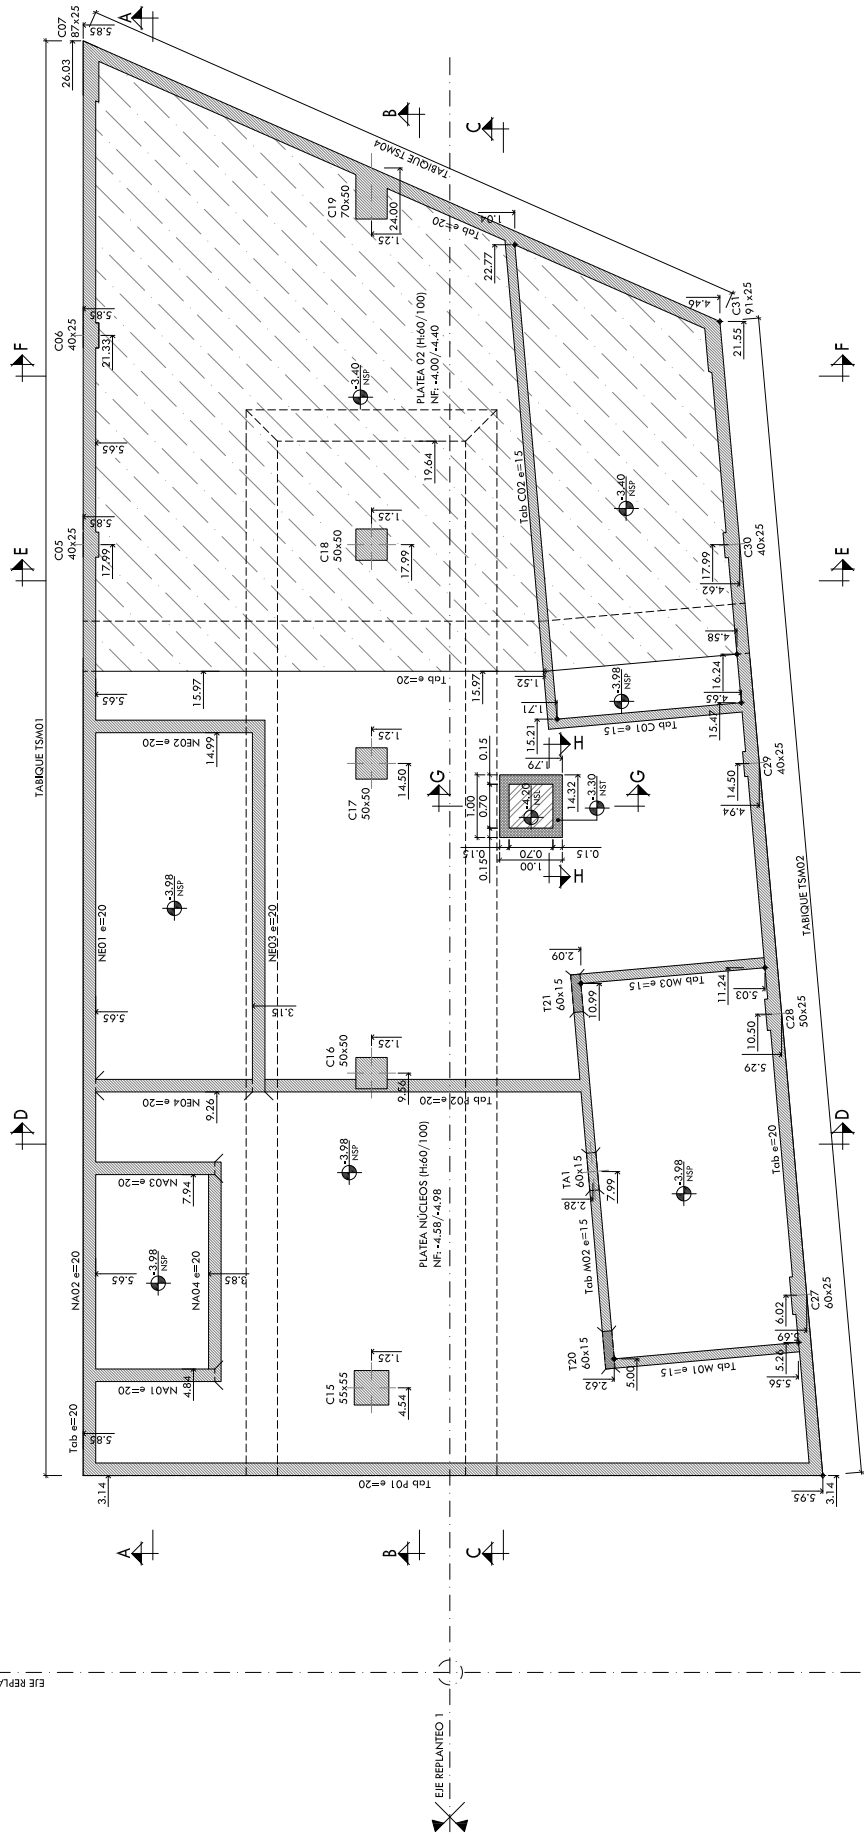 A
C07
87x25
5.85
26.03
TABIQUE TSM01
B
C
TABIQUE TSM04
C19
70x50
24.00
1.25
Tab e=20
1.04
22.77
4.46
C31
91x25
21.55
F
C06
40x25
5.85
21.33
PLATEA 02 (H:60/100)
NF: -4.00/-4.40
-3.40
NSP
F
5.65
19.64
Tab C02 e=15
-3.40
NSP
E
C05
40x25
5.85
17.99
C18
50x50
1.25
17.99
17.99
C30
40x25
4.62
E
4.58
15.97
Tab e=20
15.97
1.52
-3.98
NSP
16.24
4.65
5.65
NE02 e=20
14.99
1.71
15.21
Tab C01 e=15
15.47
C17
50x50
1.25
14.50
G
0.15
1.00
0.70
0.15
H
1.79
14.32
-4.20
NSL
-3.30
NST
G
14.50
C29
40x25
4.94
0.15
0.70
0.15
1.00
H
NE01 e=20
-3.98
NSP
NE03 e=20
TABIQUE TSM02
2.09
5.65
3.15
T21
60x15
10.99
Tab M03 e=15
11.24
5.03
C28
50x25
10.50
5.29
C16
50x50
1.25
9.56
NE04 e=20
9.26
Tab P02 e=20
D
NA03 e=20
7.94
-3.98
NSP
PLATEA NÚCLEOS (H:60/100)
NF: -4.58/-4.98
TA1
60x15
2.28
7.99
-3.98
NSP
Tab e=20
D
NA02 e=20
5.65
-3.98
NSP
NA04 e=20
3.85
Tab M02 e=15
6.02
C27
60x25
5.69
Tab e=20
5.85
NA01 e=20
4.84
C15
55x55
1.25
4.54
T20
60x15
2.62
5.00
Tab M01 e=15
5.26
5.56
3.14
Tab P01 e=20
5.95
3.14
A
B
C
EJE REPLA
EJE REPLANTEO 1